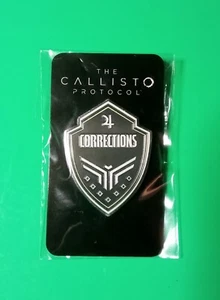 THE
CALLISTO
PROTOCOL
♃
CORRECTIONS